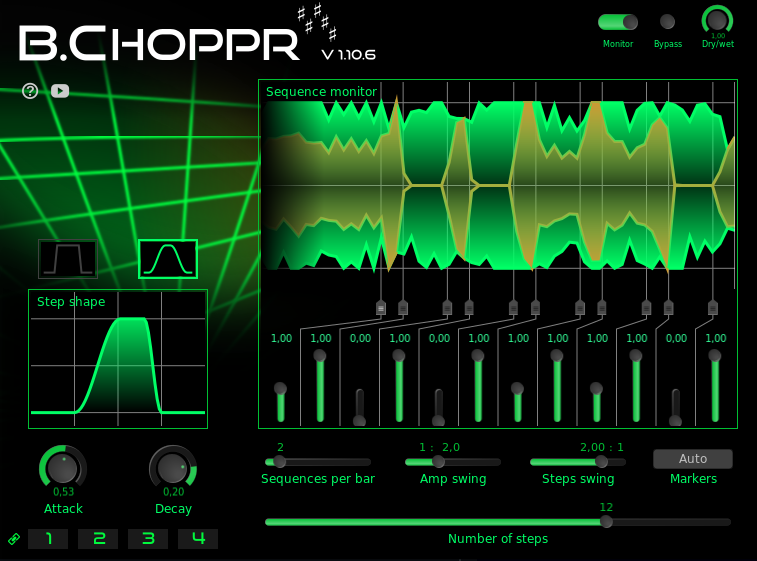 B.CHOPPR
V 1.10.6
Monitor
Bypass
1,00
Dry/wet
Sequence monitor
Step shape
1,00 1,00 0,00 1,00 0,00 1,00 1,00 1,00 1,00 1,00 0,00 1,00
2
Sequences per bar
1 : 2,0
Amp swing
2,00 : 1
Steps swing
Auto
Markers
0,53
Attack
0,20
Decay
12
Number of steps
1 2 3 4